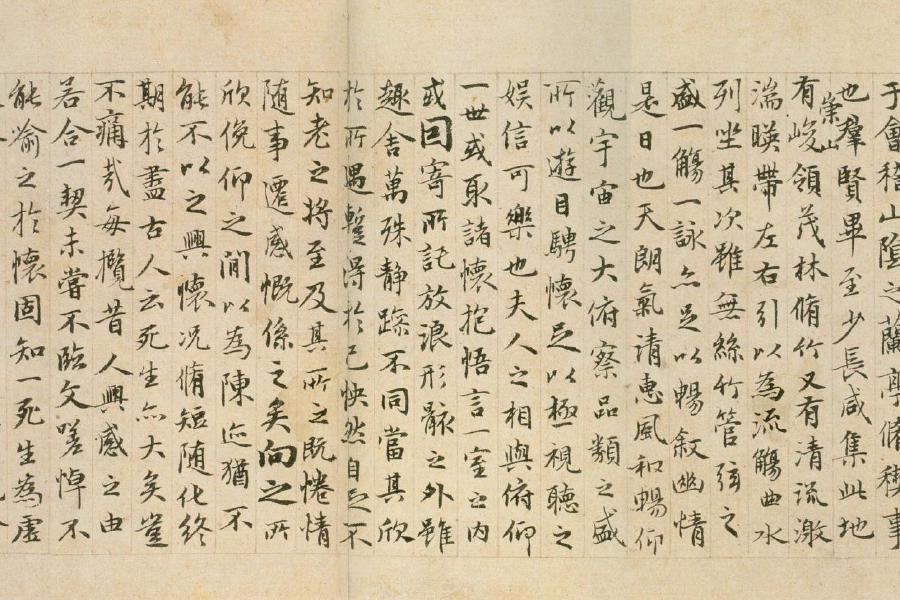 于會稽山陰之蘭亭脩稧事
也羣賢畢至少長咸集此地
有崇山峻領茂林脩竹又有清流激
湍暎帶左右引以為流觴曲水
列坐其次雖無絲竹管弦之
盛一觴一詠亦足以暢敘幽情
是日也天朗氣清惠風和暢仰
觀宇宙之大俯察品類之盛
所以遊目騁懷足以極視聽之
娛信可樂也夫人之相與俯仰
一世或取諸懷抱悟言一室之內
或因寄所託放浪形骸之外雖
趣舍萬殊靜躁不同當其欣
於所遇蹔得於己怏然自足不
知老之將至及其所之既惓情
隨事遷感慨係之矣向之所
欣俛仰之閒以為陳迹猶不
能不以之興懷況脩短隨化終
期於盡古人云死生亦大矣豈
不痛哉每攬昔人興感之由
若合一契未嘗不臨文嗟悼不
能喻之於懷固知一死生為虛